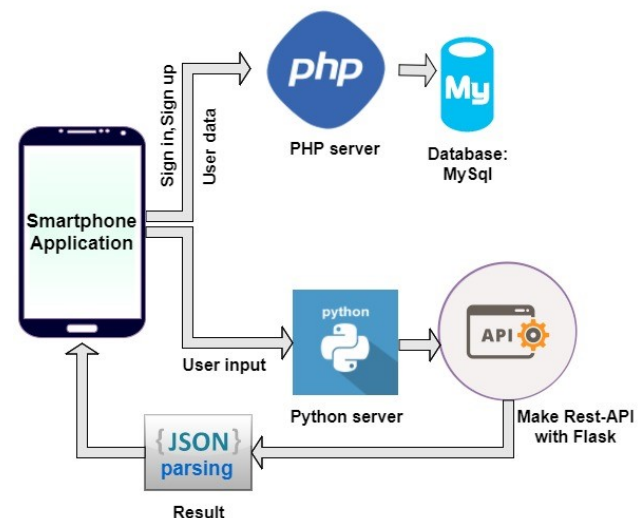 php
PHP server
My
Database:
MySql
Sign in,Sign up
User data
Smartphone
Application
User input
python
Python server
API
Make Rest-API
with Flask
{JSON}
parsing
Result